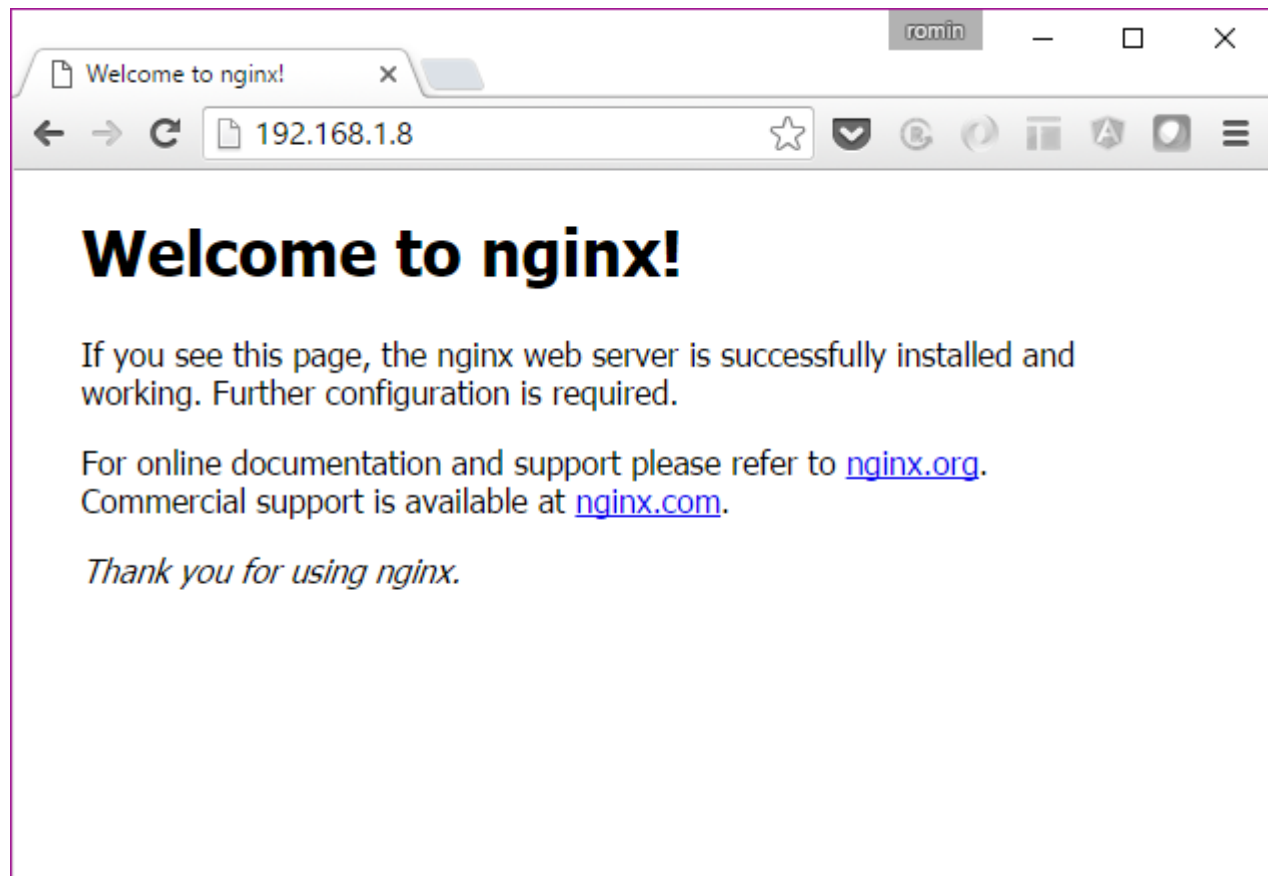 romin
Welcome to nginx!
192.168.1.8
Welcome to nginx!
If you see this page, the nginx web server is successfully installed and
working. Further configuration is required.
For online documentation and support please refer to nginx.org.
Commercial support is available at nginx.com.
Thank you for using nginx.